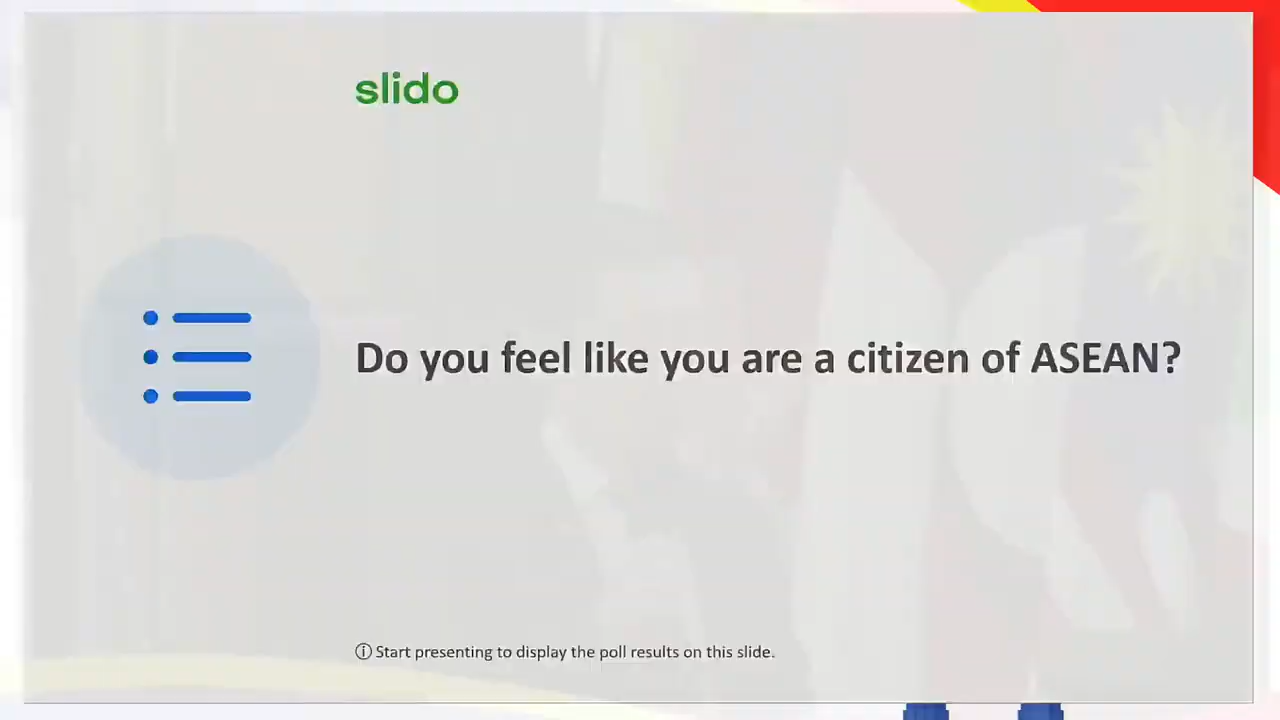 slido
Do you feel like you are a citizen of ASEAN?
ⓘ Start presenting to display the poll results on this slide.